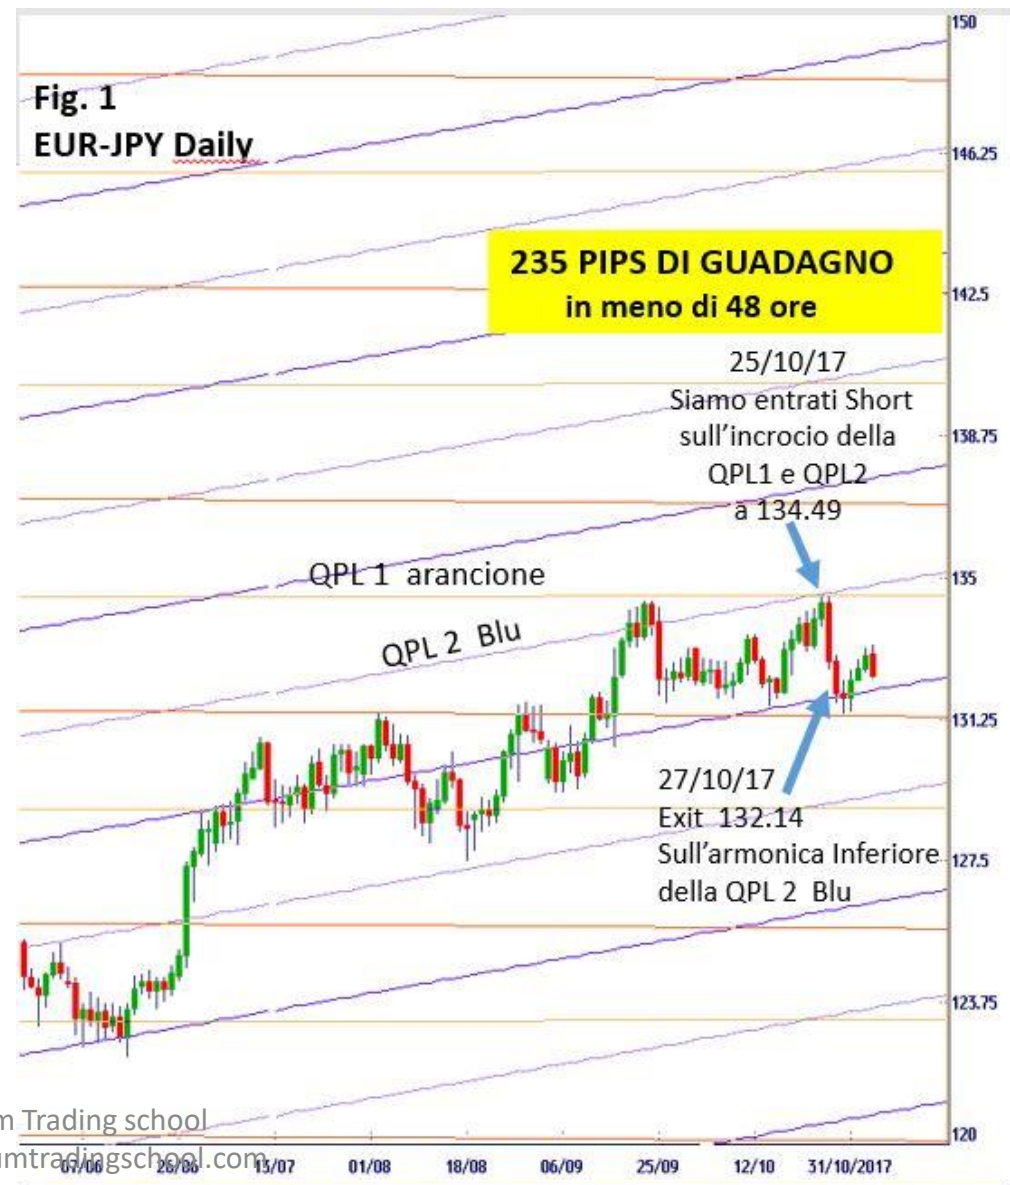 150
Fig. 1
EUR-JPY Daily
146.25
235 PIPS DI GUADAGNO
in meno di 48 ore
142.5
25/10/17
Siamo entrati Short
sull'incrocio della
QPL1 e QPL2
a 134.49
138.75
QPL 1 arancione
135
QPL 2 Blu
131.25
27/10/17
Exit 132.14
Sull'armonica Inferiore
della QPL 2 Blu
127.5
123.75
m Trading school
umtradingschool.com
120
07/06 26/06 13/07 01/08 18/08 06/09 25/09 12/10 31/10/2017